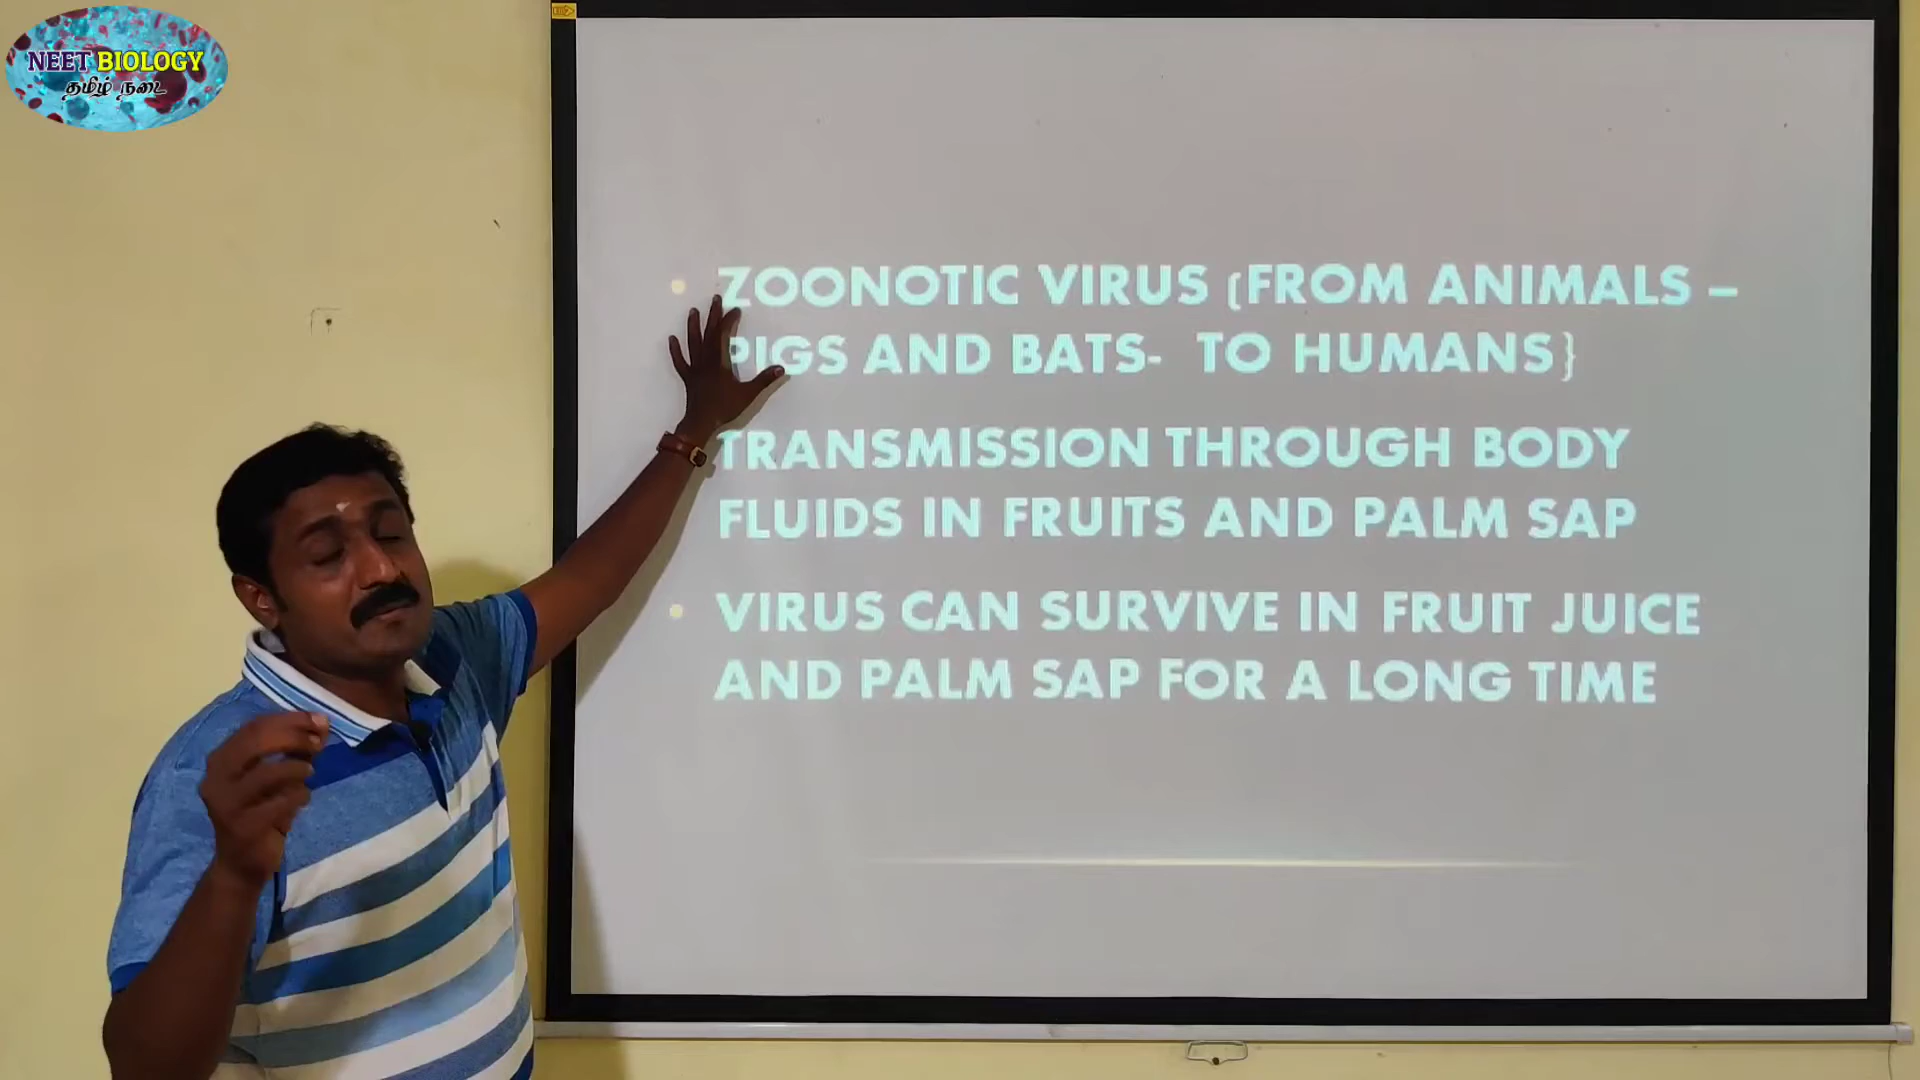 NEET BIOLOGY
தமிழ் நடை
• ZOONOTIC VIRUS (FROM ANIMALS –
PIGS AND BATS- TO HUMANS}
TRANSMISSION THROUGH BODY
FLUIDS IN FRUITS AND PALM SAP
• VIRUS CAN SURVIVE IN FRUIT JUICE
AND PALM SAP FOR A LONG TIME